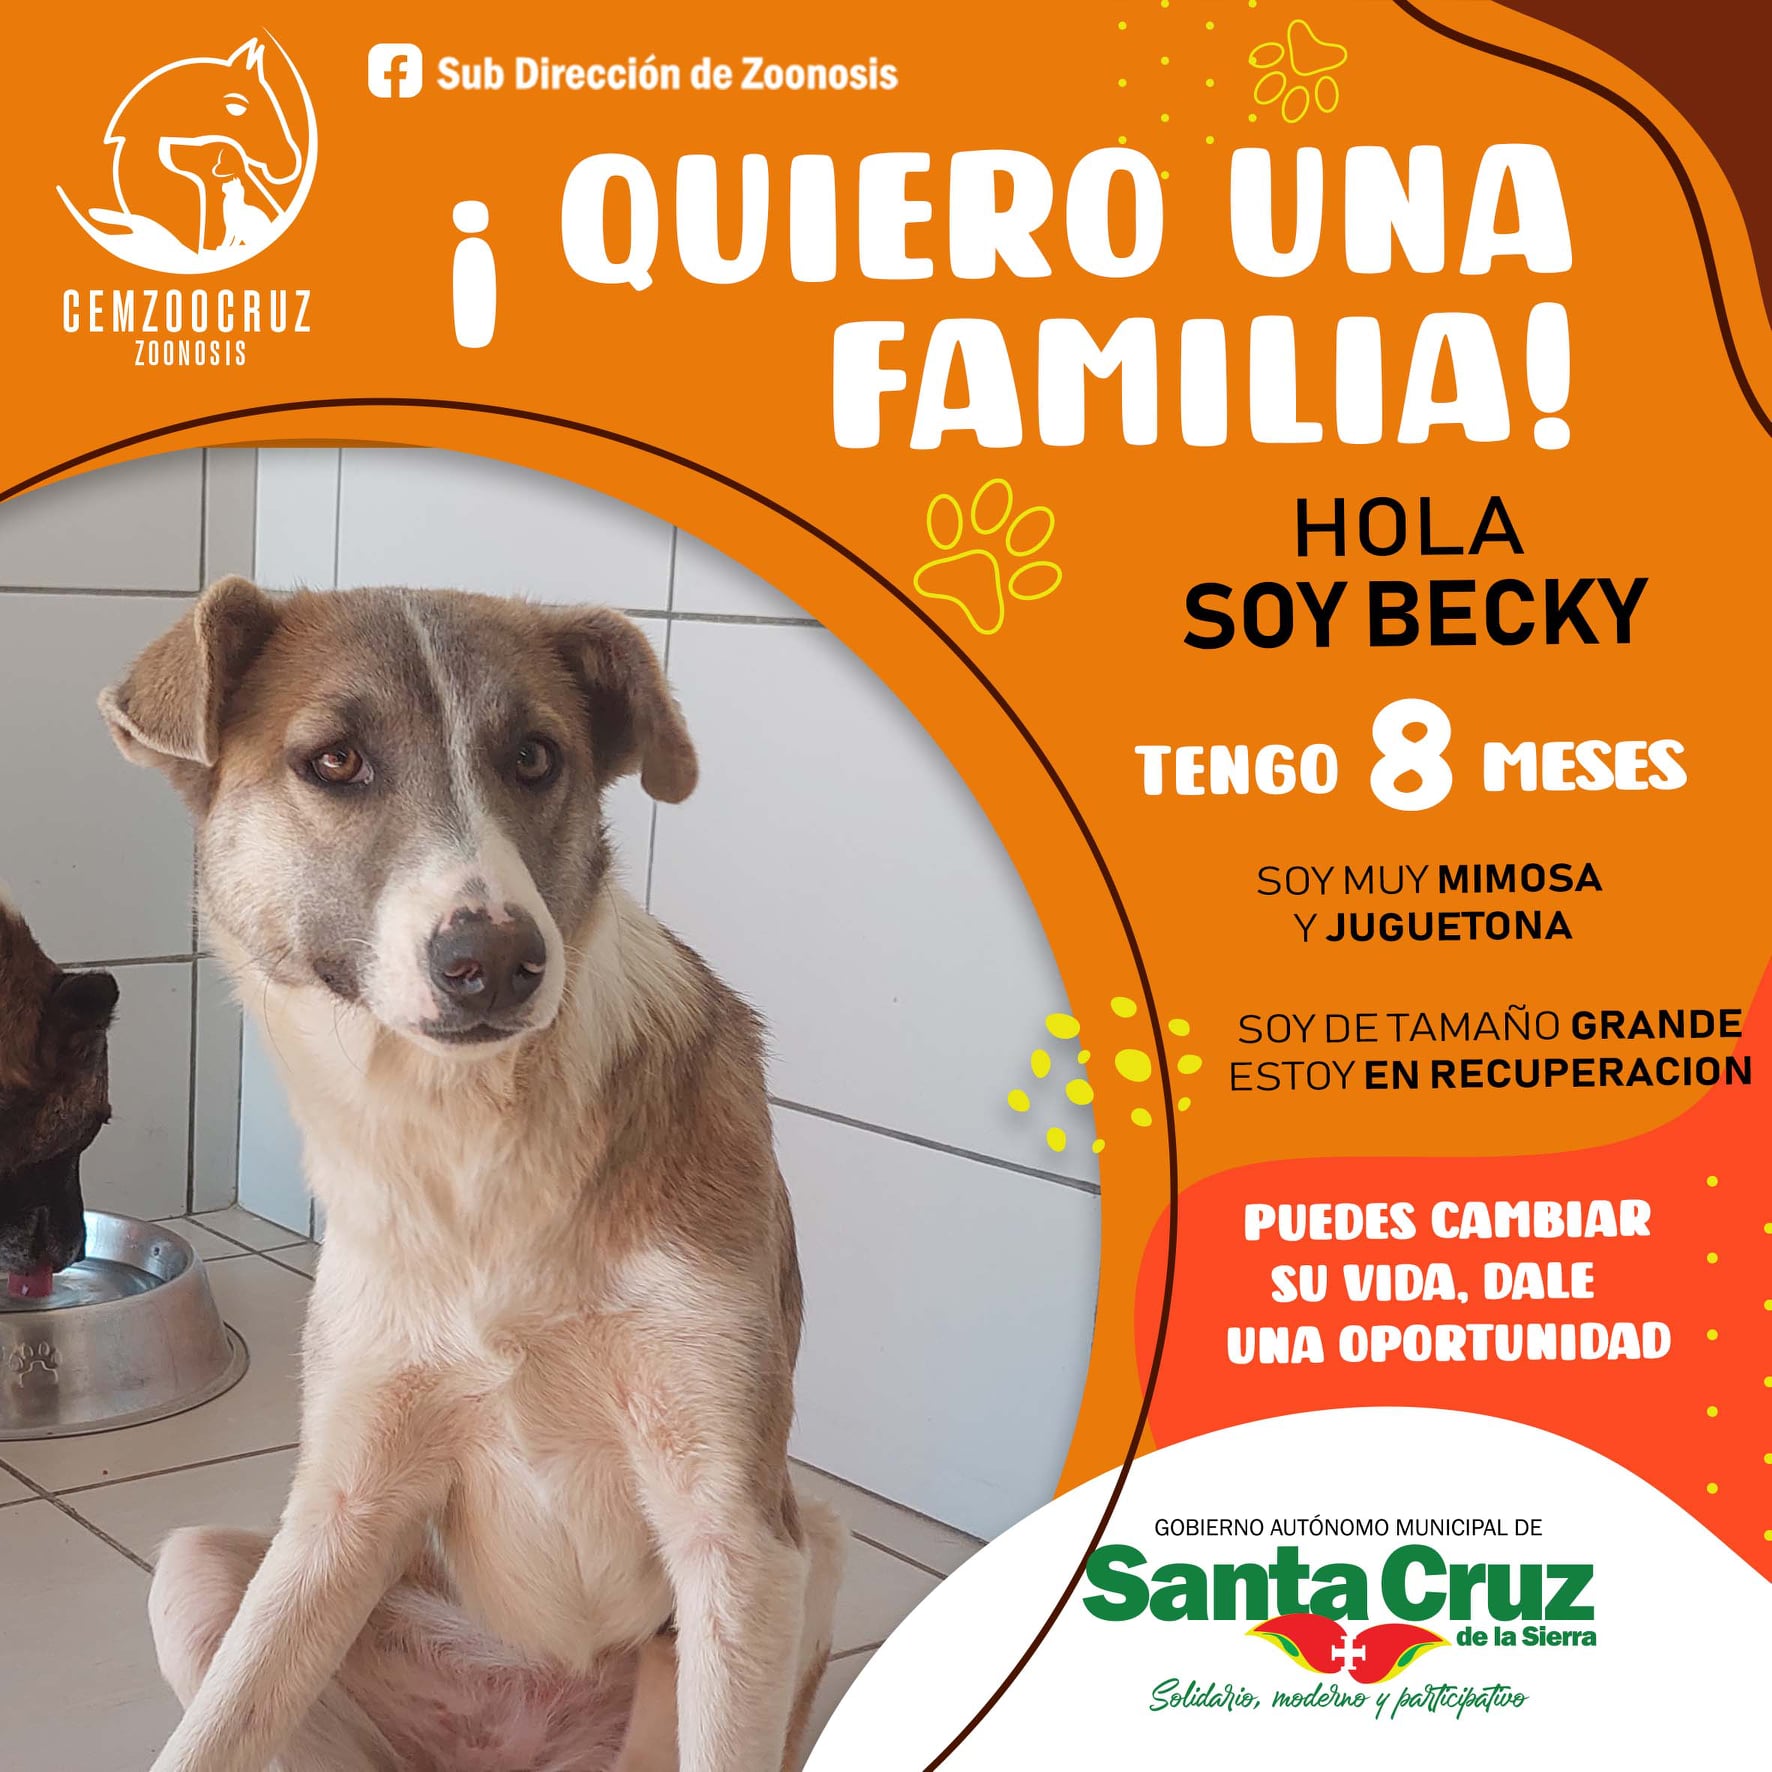 Sub Dirección de Zoonosis
CEMZOOCRUZ
ZOONOSIS
¡QUIERO UNA
FAMILIA!
HOLA
SOY BECKY
TENGO 8 MESES
SOY MUY MIMOSA
Y JUGUETONA
SOY DE TAMAÑO GRANDE
ESTOY EN RECUPERACION
PUEDES CAMBIAR
SU VIDA, DALE
UNA OPORTUNIDAD
GOBIERNO AUTÓNOMO MUNICIPAL DE
Santa Cruz
de la Sierra
Solidario, moderno y participativo